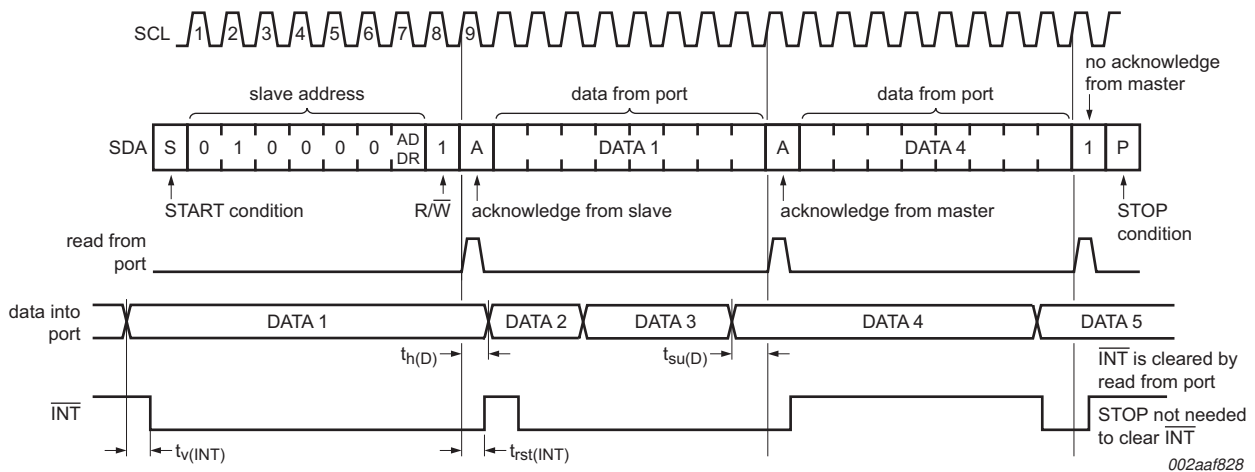 SCL 1 2 3 4 5 6 7 8 9
no acknowledge
from master
slave address
data from port
data from port
SDA S 0 1 0 0 0 0 AD DR 1 A DATA 1 A DATA 4 1 P
START condition
R/W̅
acknowledge from slave
acknowledge from master
STOP
condition
read from
port
data into
port
DATA 1 DATA 2 DATA 3 DATA 4 DATA 5
th(D)
tsu(D)
I̅N̅T̅ is cleared by
read from port
I̅N̅T̅
STOP not needed
to clear I̅N̅T̅
tv(INT)
trst(INT)
002aaf828